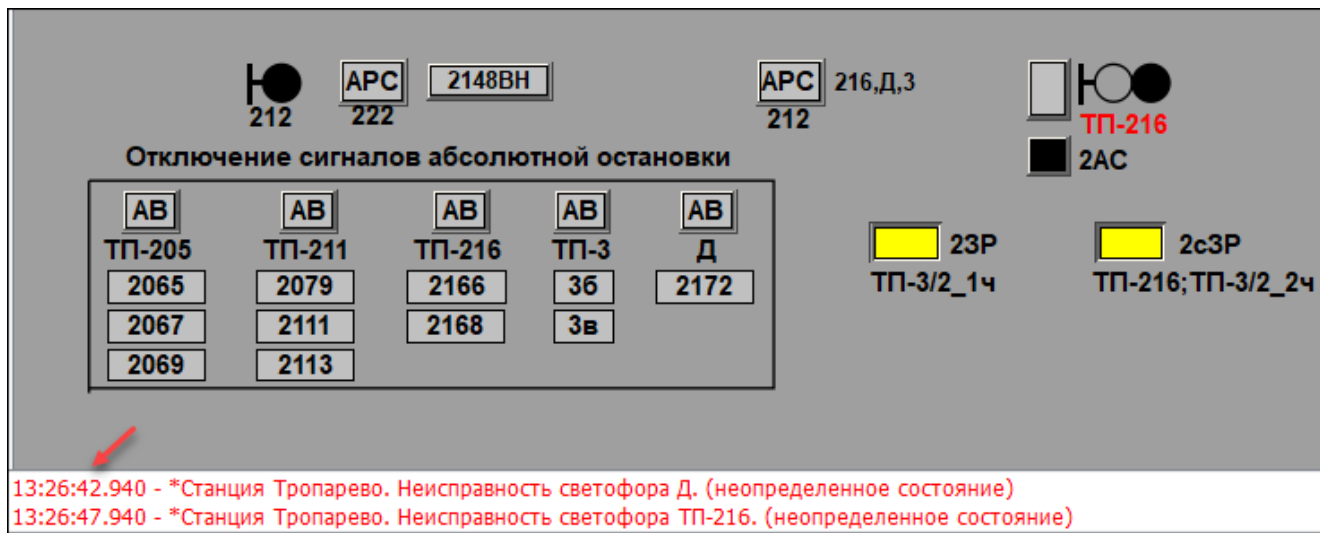 АРС 2148ВН АРС 216,Д,3
212 222 212 ТП-216
Отключение сигналов абсолютной остановки 2АС
АВ АВ АВ АВ АВ
ТП-205 ТП-211 ТП-216 ТП-3 Д 2ЗР 2сЗР
2065 2079 2166 3б 2172 ТП-3/2_1ч ТП-216;ТП-3/2_2ч
2067 2111 2168 3в
2069 2113
13:26:42.940 - *Станция Тропарево. Неисправность светофора Д. (неопределенное состояние)
13:26:47.940 - *Станция Тропарево. Неисправность светофора ТП-216. (неопределенное состояние)